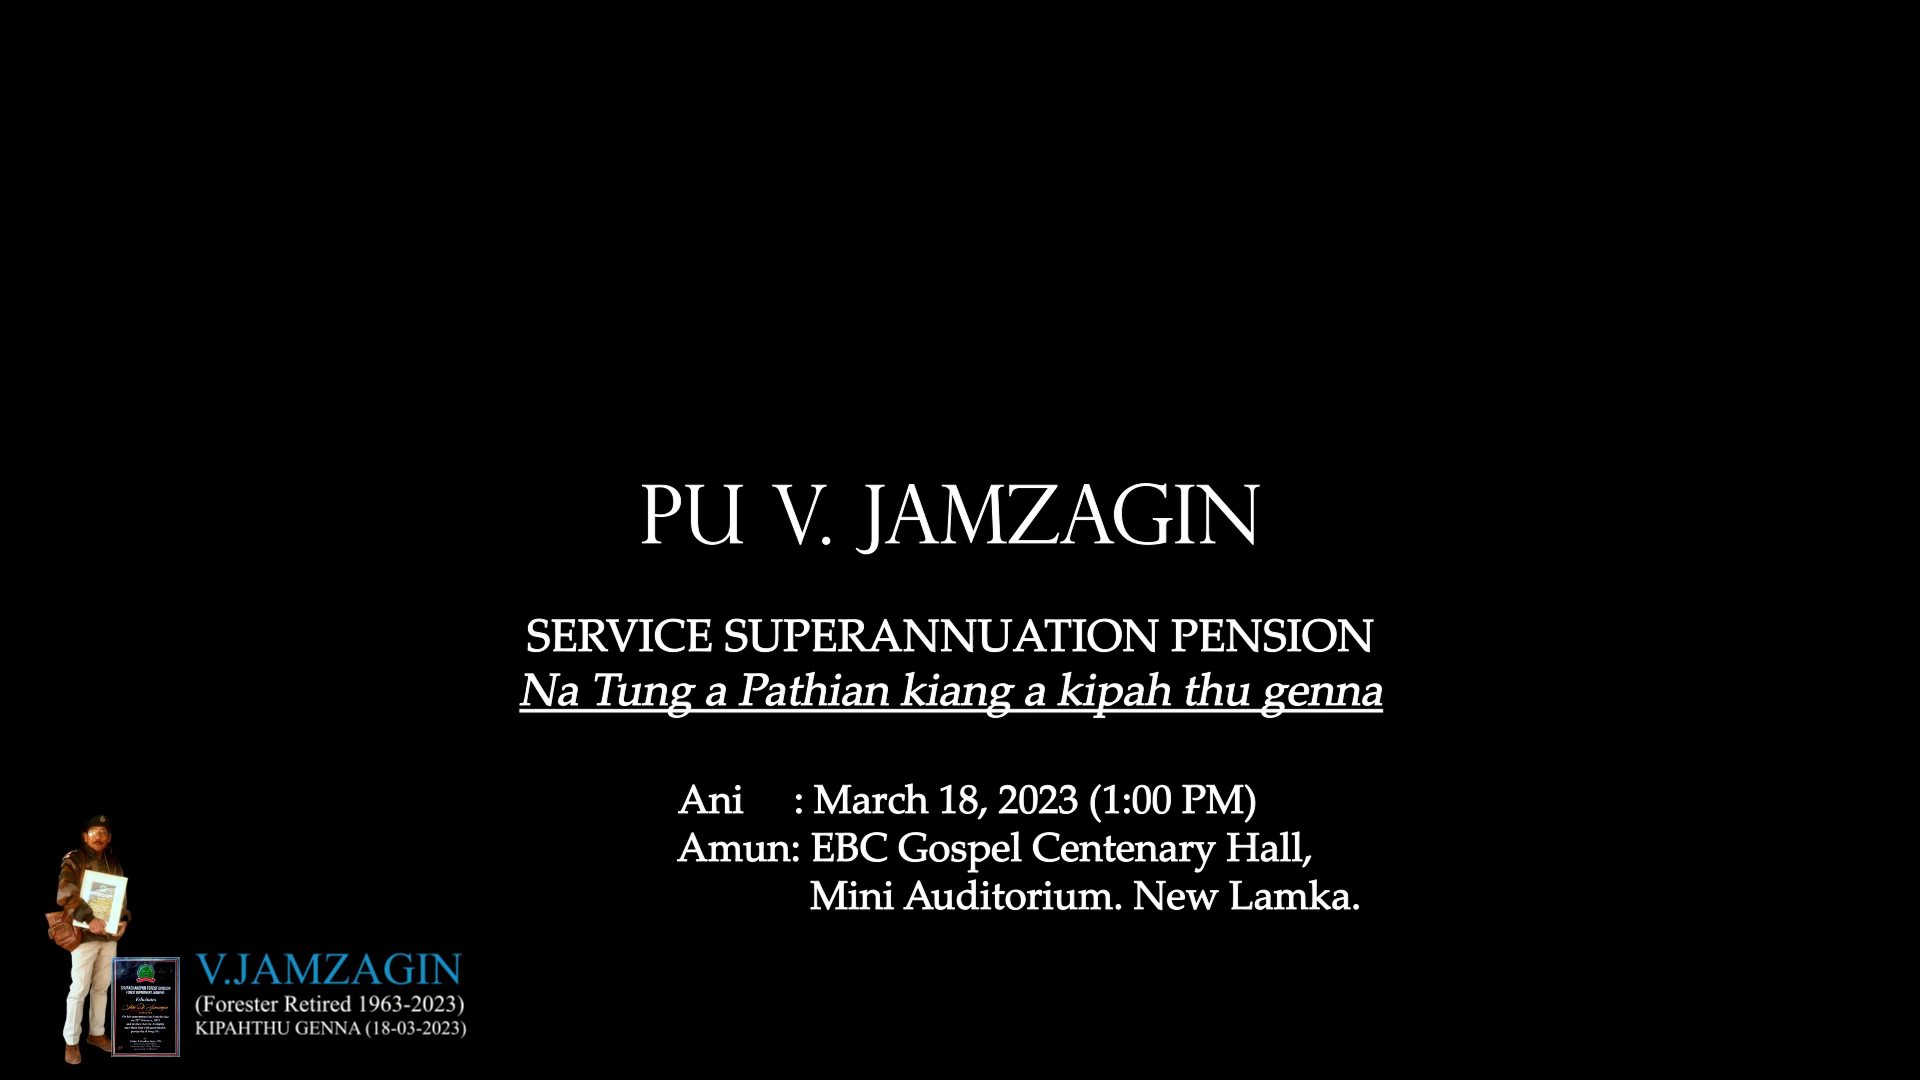 PU V. JAMZAGIN
SERVICE SUPERANNUATION PENSION
Na Tung a Pathian kiang a kipah thu genna
Ani : March 18, 2023 (1:00 PM)
Amun: EBC Gospel Centenary Hall,
Mini Auditorium. New Lamka.
V.JAMZAGIN
(Forester Retired 1963-2023)
KIPAHTHU GENNA (18-03-2023)
Felicitates